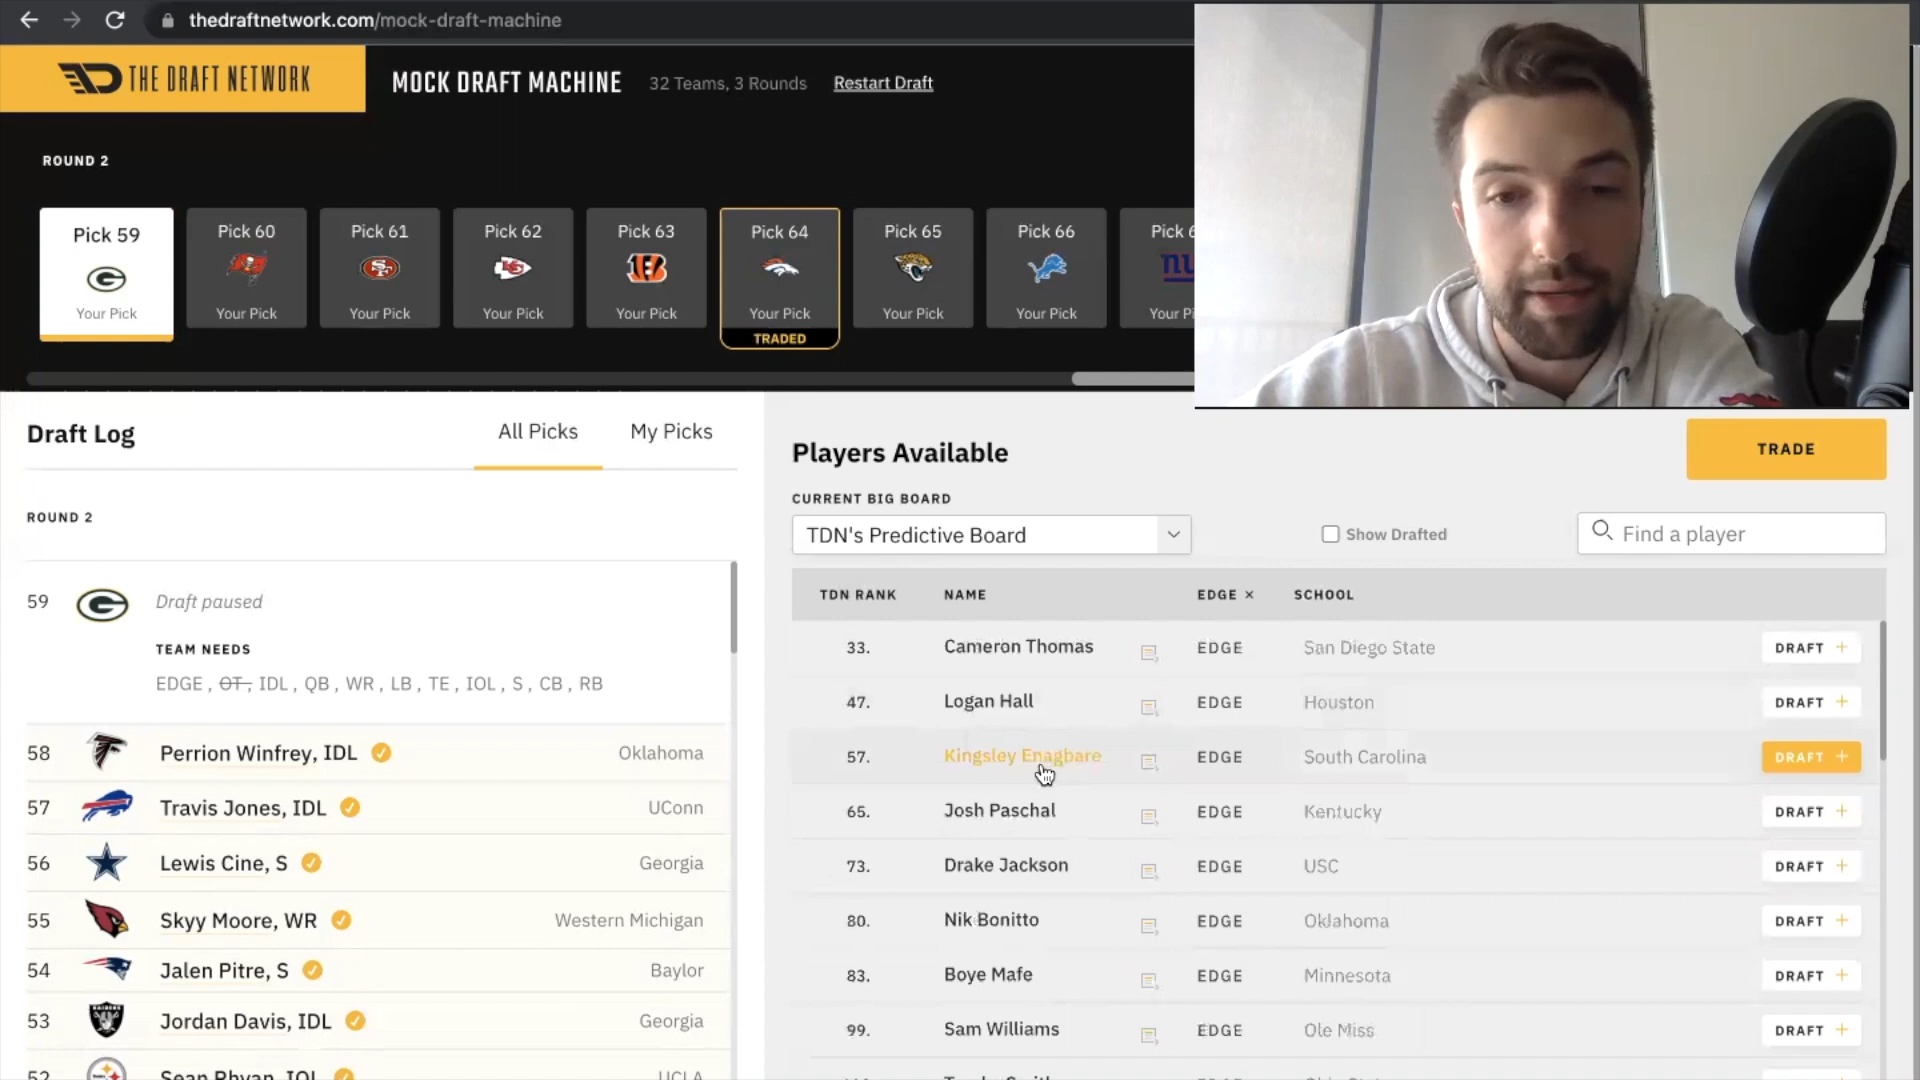 thedraftnetwork.com/mock-draft-machine
THE DRAFT NETWORK
MOCK DRAFT MACHINE 32 Teams, 3 Rounds Restart Draft
ROUND 2
Pick 59 Pick 60 Pick 61 Pick 62 Pick 63 Pick 64 Pick 65 Pick 66 Pick
Your Pick Your Pick Your Pick Your Pick Your Pick Your Pick Your Pick Your Pick Your
TRADED
Draft Log All Picks My Picks
ROUND 2
59 Draft paused
TEAM NEEDS
EDGE , OT , IDL , QB , WR , LB , TE , IOL , S , CB , RB
58 Perrion Winfrey, IDL Oklahoma
57 Travis Jones, IDL UConn
56 Lewis Cine, S Georgia
55 Skyy Moore, WR Western Michigan
54 Jalen Pitre, S Baylor
53 Jordan Davis, IDL Georgia
52 Sean Rhyan, IOL UCLA
Players Available
TRADE
CURRENT BIG BOARD
TDN's Predictive Board Show Drafted Find a player
TDN RANK NAME EDGE × SCHOOL
33. Cameron Thomas EDGE San Diego State DRAFT +
47. Logan Hall EDGE Houston DRAFT +
57. Kingsley Enagbare EDGE South Carolina DRAFT +
65. Josh Paschal EDGE Kentucky DRAFT +
73. Drake Jackson EDGE USC DRAFT +
80. Nik Bonitto EDGE Oklahoma DRAFT +
83. Boye Mafe EDGE Minnesota DRAFT +
99. Sam Williams EDGE Ole Miss DRAFT +